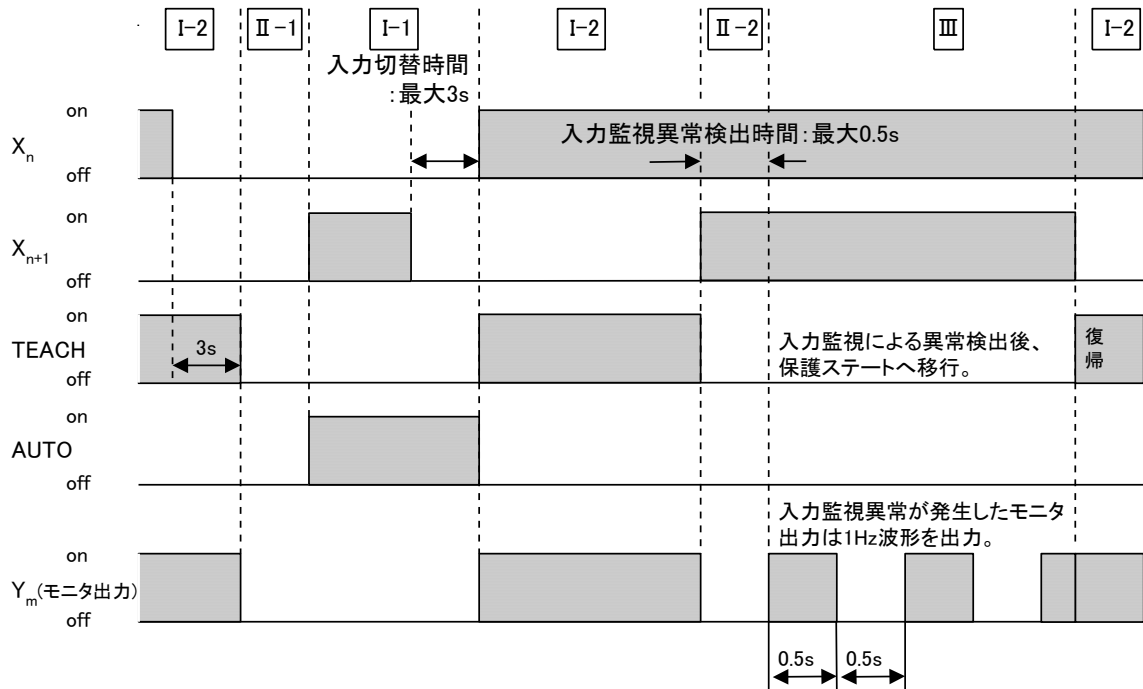 I-2 Ⅱ-1 I-1 I-2 Ⅱ-2 Ⅲ I-2
入力切替時間
:最大3s
on
Xn
off
入力監視異常検出時間:最大0.5s
on
Xn+1
off
on
TEACH
off
3s
入力監視による異常検出後、
保護ステートへ移行。
復
帰
on
AUTO
off
入力監視異常が発生したモニタ
出力は1Hz波形を出力。
on
Ym(モニタ出力)
off
0.5s 0.5s